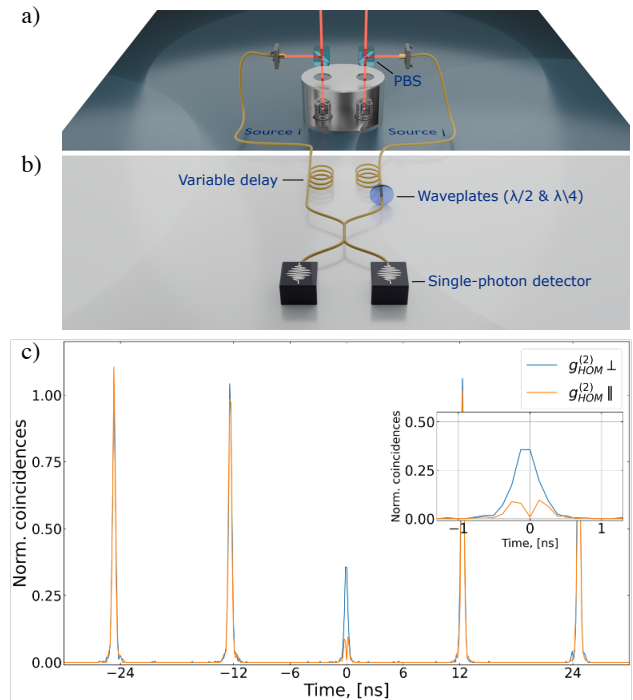 a)
PBS
Source i
Source j
b)
Variable delay
Waveplates (λ/2 & λ\4)
Single-photon detector
c)
g_{HOM}^{(2)} ⊥
g_{HOM}^{(2)} ∥
Norm. coincidences
1.00
0.75
0.50
0.25
0.00
−24
−12
−6
0
6
12
24
Time, [ns]
Norm. coincidences
0.50
0.25
0.00
−1
0
1
Time, [ns]